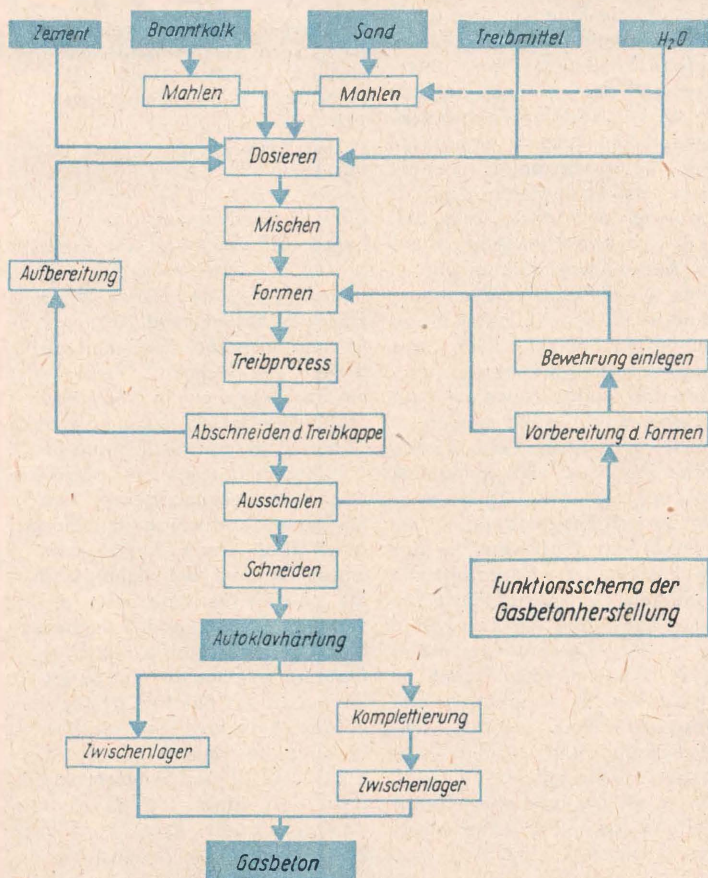 Zement
Branntkalk
Sand
Treibmittel
H₂O
Mahlen
Mahlen
Dosieren
Mischen
Aufbereitung
Formen
Treibprozess
Bewehrung einlegen
Abschneiden d. Treibkappe
Vorbereitung d. Formen
Ausschalen
Schneiden
Funktionsschema der
Gasbetonherstellung
Autoklavhärtung
Komplettierung
Zwischenlager
Zwischenlager
Gasbeton